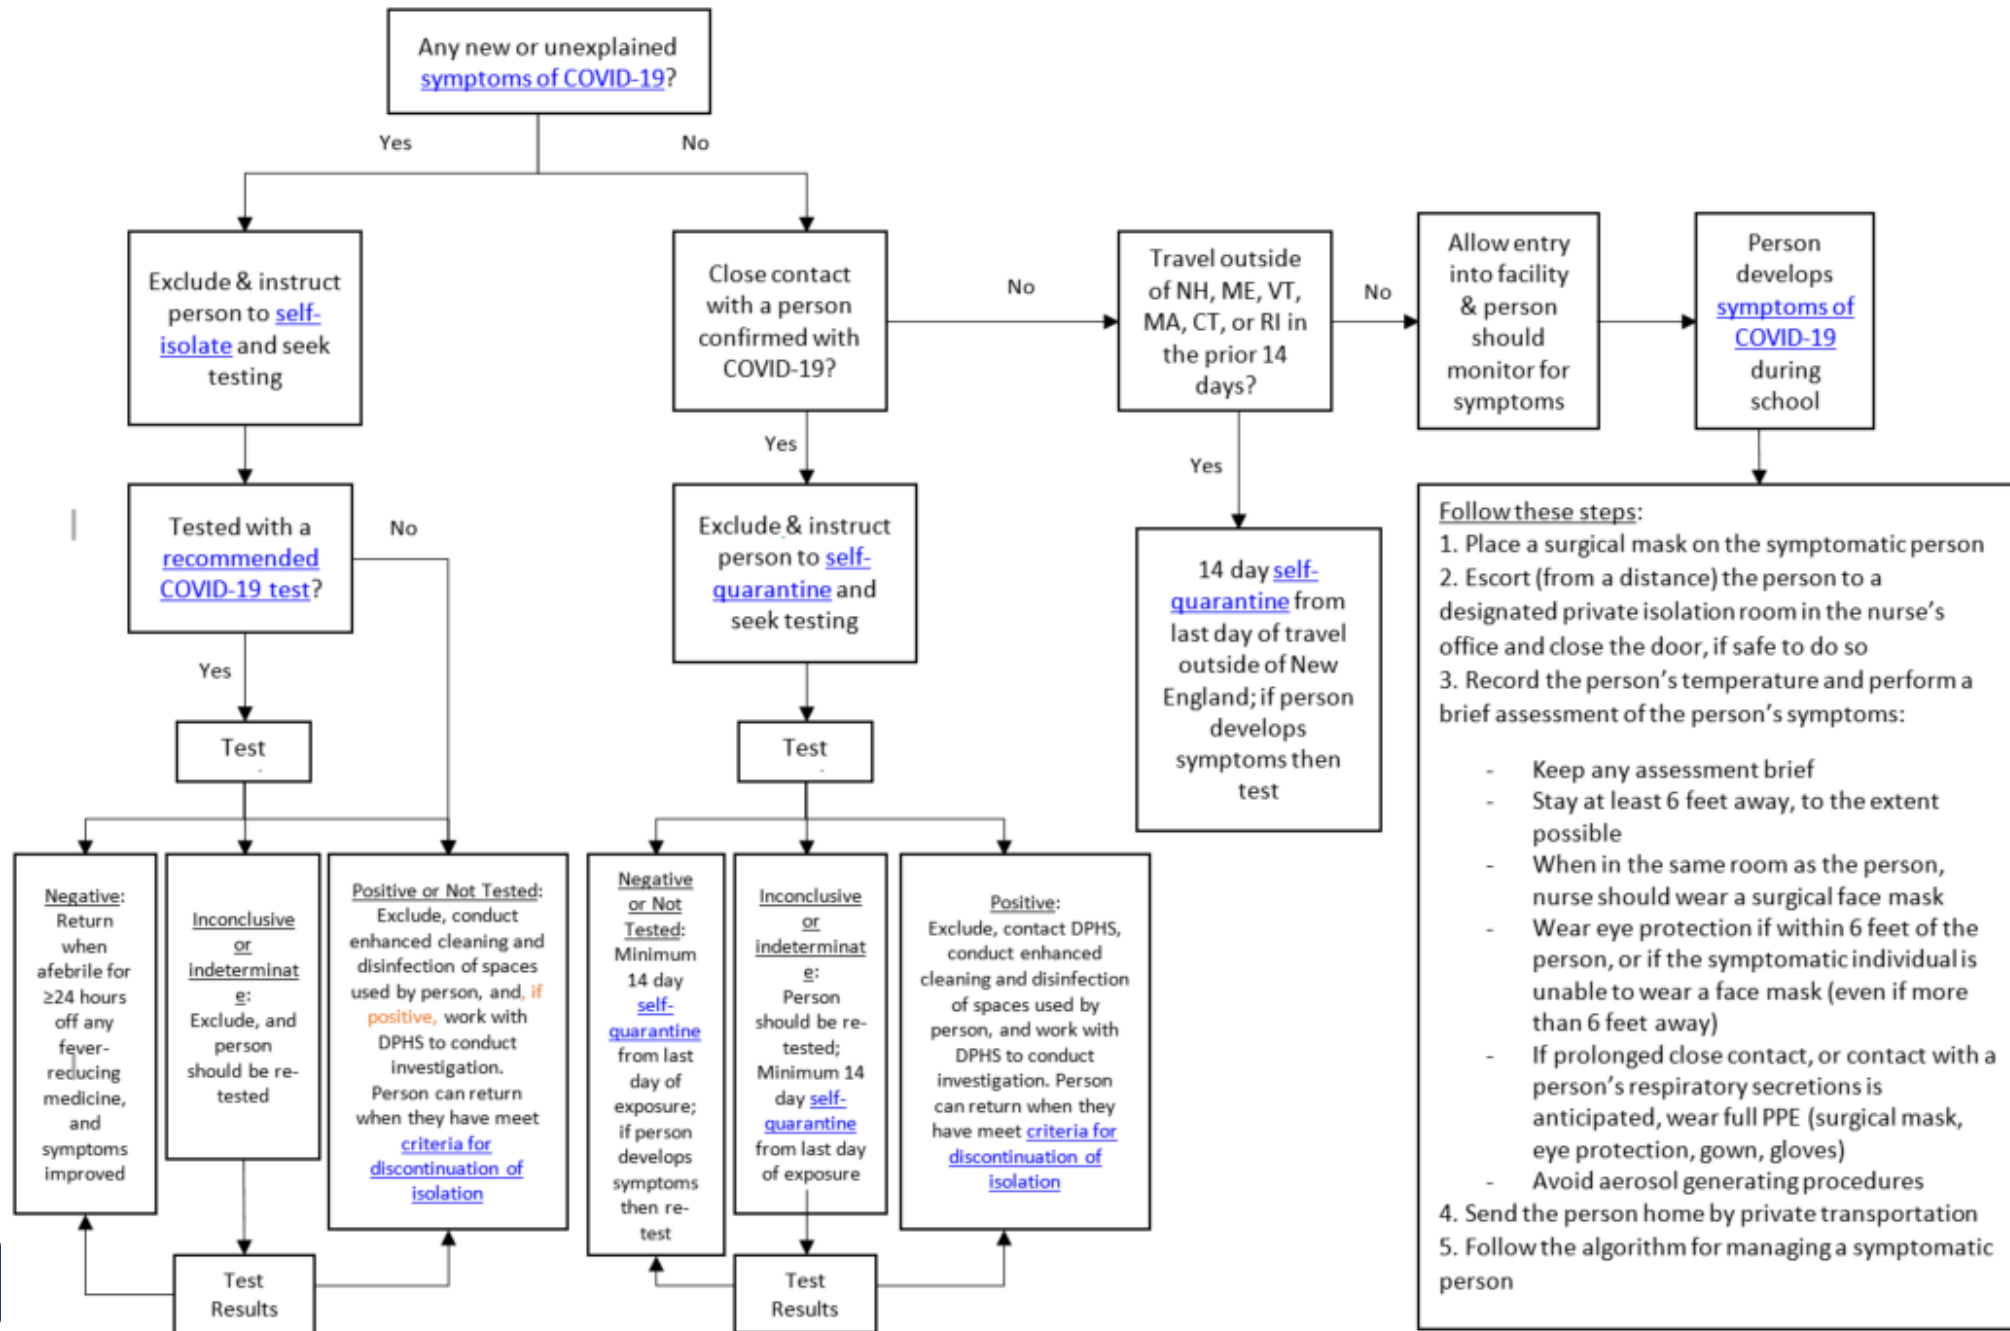 Any new or unexplained
symptoms of COVID-19?
Yes
No
Exclude & instruct
person to self-
isolate and seek
testing
Close contact
with a person
confirmed with
COVID-19?
No
Travel outside
of NH, ME, VT,
MA, CT, or RI in
the prior 14
days?
No
Allow entry
into facility
& person
should
monitor for
symptoms
Person
develops
symptoms of
COVID-19
during
school
Yes
Yes
Tested with a
recommended
COVID-19 test?
No
Exclude & instruct
person to self-
quarantine and
seek testing
14 day self-
quarantine from
last day of travel
outside of New
England; if person
develops
symptoms then
test
Follow these steps:
1. Place a surgical mask on the symptomatic person
2. Escort (from a distance) the person to a
designated private isolation room in the nurse's
office and close the door, if safe to do so
3. Record the person's temperature and perform a
brief assessment of the person's symptoms:
- Keep any assessment brief
- Stay at least 6 feet away, to the extent
possible
- When in the same room as the person,
nurse should wear a surgical face mask
- Wear eye protection if within 6 feet of the
person, or if the symptomatic individual is
unable to wear a face mask (even if more
than 6 feet away)
- If prolonged close contact, or contact with a
person's respiratory secretions is
anticipated, wear full PPE (surgical mask,
eye protection, gown, gloves)
- Avoid aerosol generating procedures
4. Send the person home by private transportation
5. Follow the algorithm for managing a symptomatic
person
Yes
Test
Test
Negative:
Return
when
afebrile for
≥24 hours
off any
fever-
reducing
medicine,
and
symptoms
improved
Inconclusive
or
indeterminat
e:
Exclude, and
person
should be re-
tested
Positive or Not Tested:
Exclude, conduct
enhanced cleaning and
disinfection of spaces
used by person, and, if
positive, work with
DPHS to conduct
investigation.
Person can return
when they have meet
criteria for
discontinuation of
isolation
Negative
or Not
Tested:
Minimum
14 day
self-
quarantine
from last
day of
exposure;
if person
develops
symptoms
then re-
test
Inconclusive
or
indeterminat
e:
Person
should be re-
tested;
Minimum 14
day self-
quarantine
from last day
of exposure
Positive:
Exclude, contact DPHS,
conduct enhanced
cleaning and disinfection
of spaces used by
person, and work with
DPHS to conduct
investigation. Person
can return when they
have meet criteria for
discontinuation of
isolation
Test
Results
Test
Results